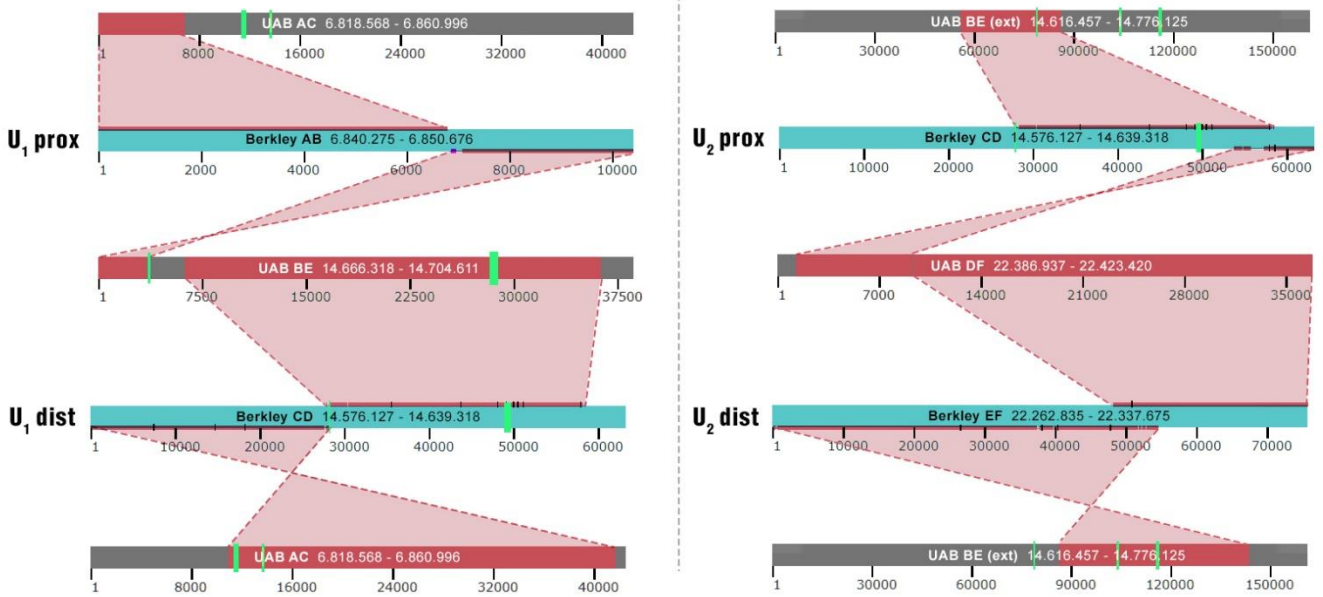 UAB AC 6.818.568 - 6.860.996
1 8000 16000 24000 32000 40000
U1 prox
Berkley AB 6.840.275 - 6.850.676
1 2000 4000 6000 8000 10000
UAB BE 14.666.318 - 14.704.611
1 7500 15000 22500 30000 37500
U1 dist
Berkley CD 14.576.127 - 14.639.318
1 10000 20000 30000 40000 50000 60000
UAB AC 6.818.568 - 6.860.996
1 8000 16000 24000 32000 40000
UAB BE (ext) 14.616.457 - 14.776.125
1 30000 60000 90000 120000 150000
U2 prox
Berkley CD 14.576.127 - 14.639.318
1 10000 20000 30000 40000 50000 60000
UAB DF 22.386.937 - 22.423.420
1 7000 14000 21000 28000 35000
U2 dist
Berkley EF 22.262.835 - 22.337.675
1 10000 20000 30000 40000 50000 60000 70000
UAB BE (ext) 14.616.457 - 14.776.125
1 30000 60000 90000 120000 150000